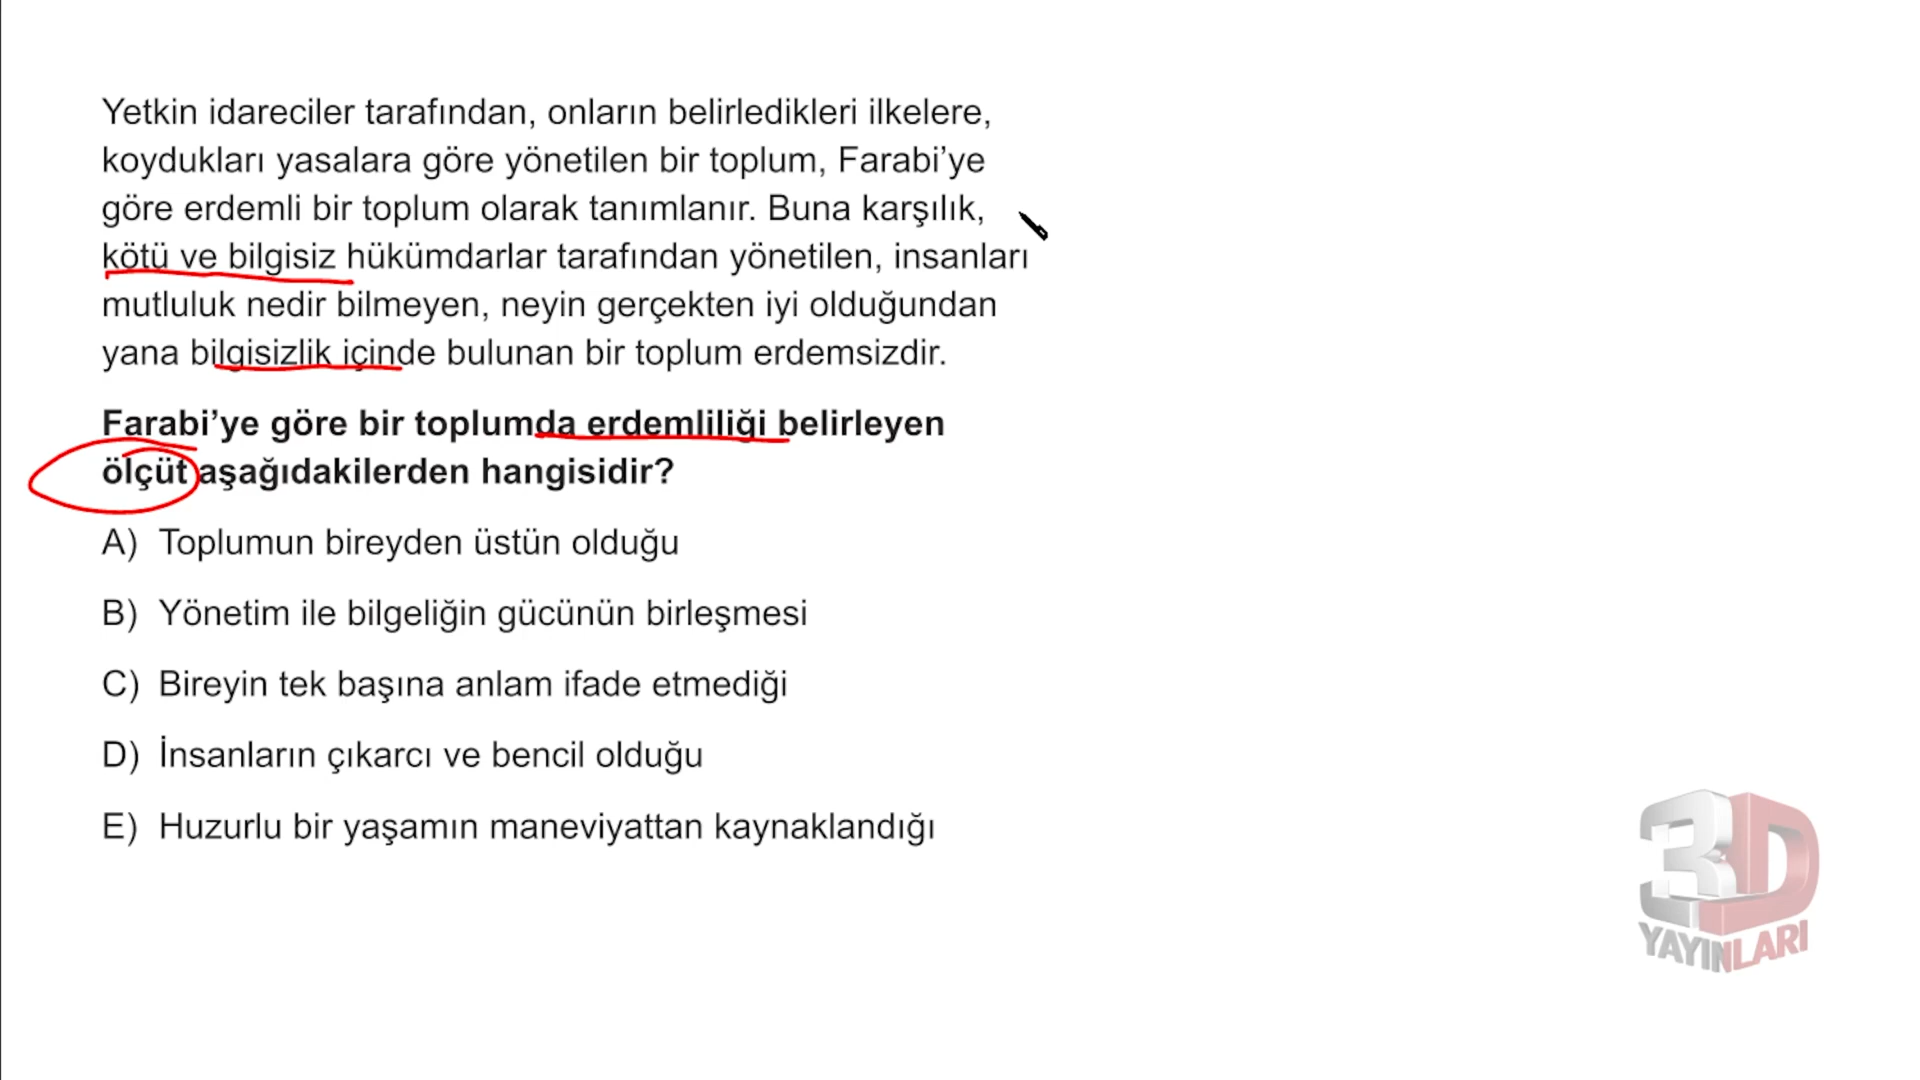 Yetkin idareciler tarafından, onların belirledikleri ilkelere,
koydukları yasalara göre yönetilen bir toplum, Farabi’ye
göre erdemli bir toplum olarak tanımlanır. Buna karşılık,
kötü ve bilgisiz hükümdarlar tarafından yönetilen, insanları
mutluluk nedir bilmeyen, neyin gerçekten iyi olduğundan
yana bilgisizlik içinde bulunan bir toplum erdemsizdir.
Farabi’ye göre bir toplumda erdemliliği belirleyen
ölçüt aşağıdakilerden hangisidir?
A) Toplumun bireyden üstün olduğu
B) Yönetim ile bilgeliğin gücünün birleşmesi
C) Bireyin tek başına anlam ifade etmediği
D) İnsanların çıkarcı ve bencil olduğu
E) Huzurlu bir yaşamın maneviyattan kaynaklandığı
3D
YAYINLARI